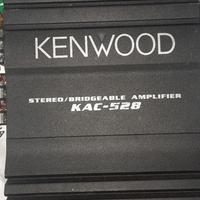 KENWOOD
STEREO/BRIDGEABLE AMPLIFIER
KAC-528